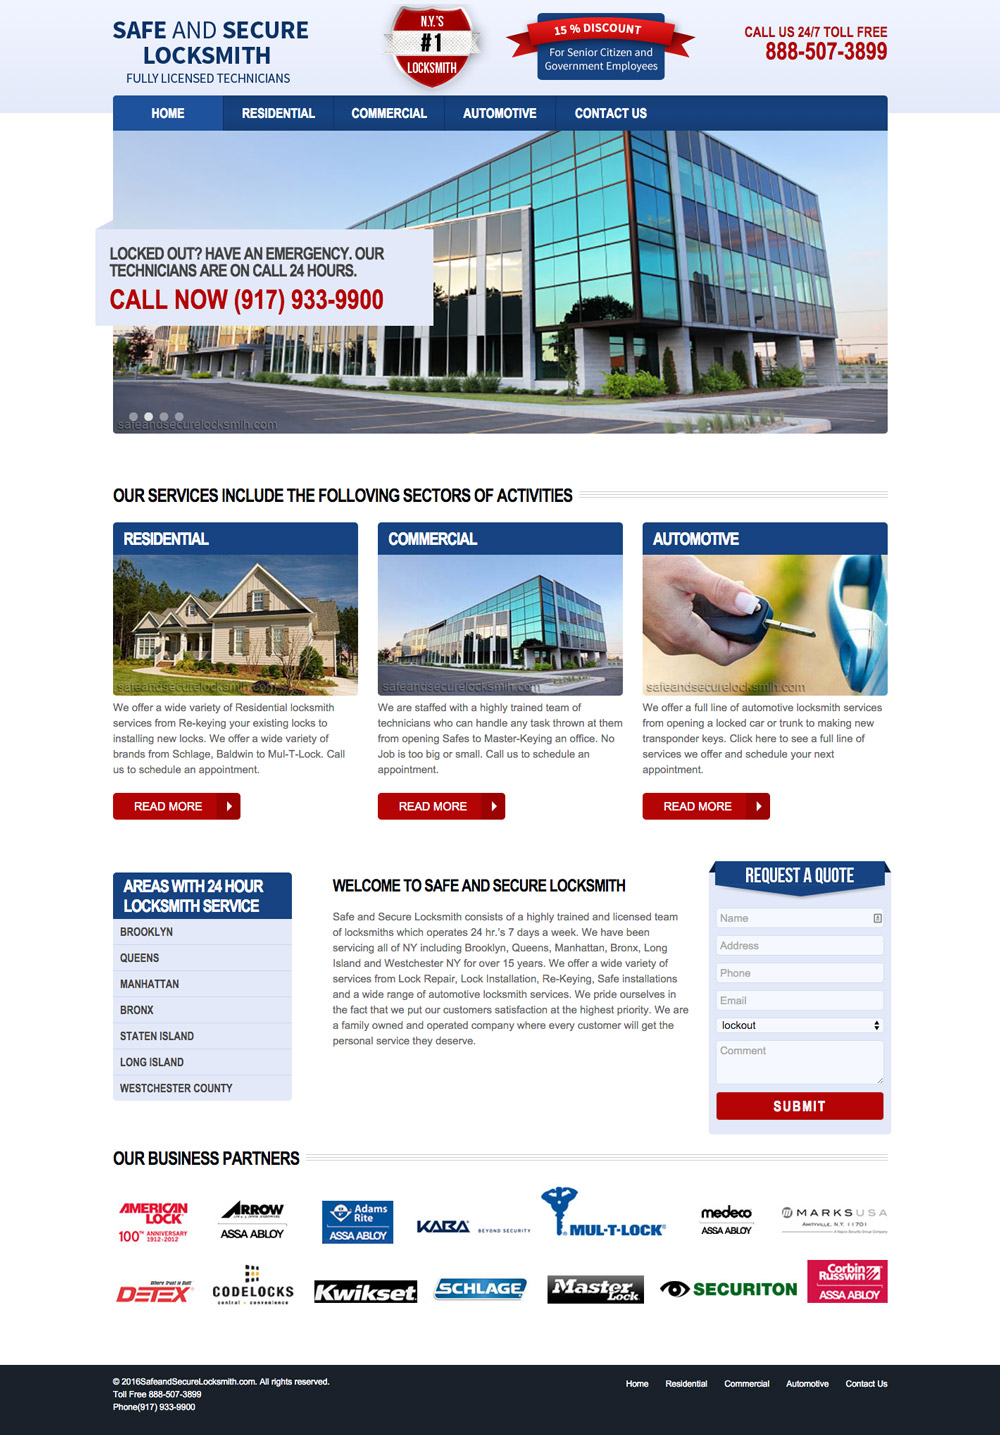 SAFE AND SECURE
LOCKSMITH
FULLY LICENSED TECHNICIANS
N.Y.'S
#1
LOCKSMITH
15 % DISCOUNT
For Senior Citizen and
Government Employees
CALL US 24/7 TOLL FREE
888-507-3899
HOME RESIDENTIAL COMMERCIAL AUTOMOTIVE CONTACT US
LOCKED OUT? HAVE AN EMERGENCY. OUR
TECHNICIANS ARE ON CALL 24 HOURS.
CALL NOW (917) 933-9900
safeandsecurelocksmih.com
OUR SERVICES INCLUDE THE FOLLOVING SECTORS OF ACTIVITIES
RESIDENTIAL
safeandsecurelocksmih.com
We offer a wide variety of Residential locksmith
services from Re-keying your existing locks to
installing new locks. We offer a wide variety of
brands from Schlage, Baldwin to Mul-T-Lock. Call
us to schedule an appointment.
READ MORE
COMMERCIAL
safeandsecurelocksmih.com
We are staffed with a highly trained team of
technicians who can handle any task thrown at them
from opening Safes to Master-Keying an office. No
Job is too big or small. Call us to schedule an
appointment.
READ MORE
AUTOMOTIVE
safeandsecurelocksmih.com
We offer a full line of automotive locksmith services
from opening a locked car or trunk to making new
transponder keys. Click here to see a full line of
services we offer and schedule your next
appointment.
READ MORE
AREAS WITH 24 HOUR
LOCKSMITH SERVICE
BROOKLYN
QUEENS
MANHATTAN
BRONX
STATEN ISLAND
LONG ISLAND
WESTCHESTER COUNTY
WELCOME TO SAFE AND SECURE LOCKSMITH
Safe and Secure Locksmith consists of a highly trained and licensed team
of locksmiths which operates 24 hr.'s 7 days a week. We have been
servicing all of NY including Brooklyn, Queens, Manhattan, Bronx, Long
Island and Westchester NY for over 15 years. We offer a wide variety of
services from Lock Repair, Lock Installation, Re-Keying, Safe installations
and a wide range of automotive locksmith services. We pride ourselves in
the fact that we put our customers satisfaction at the highest priority. We are
a family owned and operated company where every customer will get the
personal service they deserve.
REQUEST A QUOTE
Name
Address
Phone
Email
lockout
Comment
SUBMIT
OUR BUSINESS PARTNERS
AMERICAN
LOCK
100TH ANNIVERSARY
1912-2012
ARROW
ASSA ABLOY
Adams
Rite
ASSA ABLOY
KABA
BEYOND SECURITY
MUL-T-LOCK
medeco
ASSA ABLOY
MARKSUSA
AMITYVILLE, N.Y. 11701
Where Trust is Built
DETEX
CODELOCKS
control + convenience
Kwikset
SCHLAGE
Master
Lock
SECURITON
Corbin
Russwin
ASSA ABLOY
© 2016SafeandSecureLocksmith.com. All rights reserved.
Toll Free 888-507-3899
Phone(917) 933-9900
Home Residential Commercial Automotive Contact Us